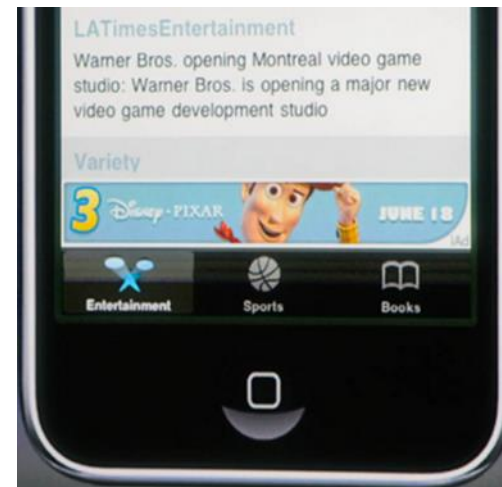 LATimesEntertainment
Warner Bros. opening Montreal video game
studio: Warner Bros. is opening a major new
video game development studio
Variety
3 Disney · PIXAR JUNE 18
iAd
Entertainment Sports Books